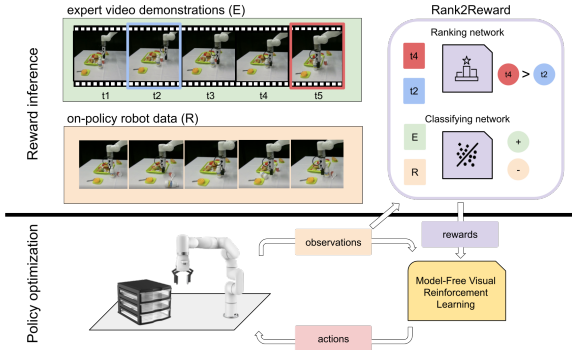 expert video demonstrations (E)
t1 t2 t3 t4 t5
on-policy robot data (R)
Reward inference
Rank2Reward
Ranking network
t4
t2
t4 > t2
Classifying network
E
R
+
-
Policy optimization
observations
rewards
Model-Free Visual
Reinforcement
Learning
actions